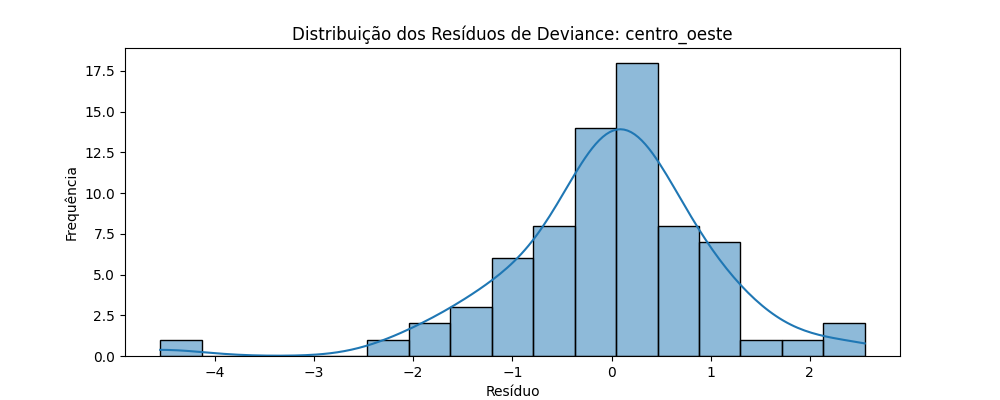 Distribuição dos Resíduos de Deviance: centro_oeste
Frequência
17.5
15.0
12.5
10.0
7.5
5.0
2.5
0.0
−4 −3 −2 −1 0 1 2
Resíduo